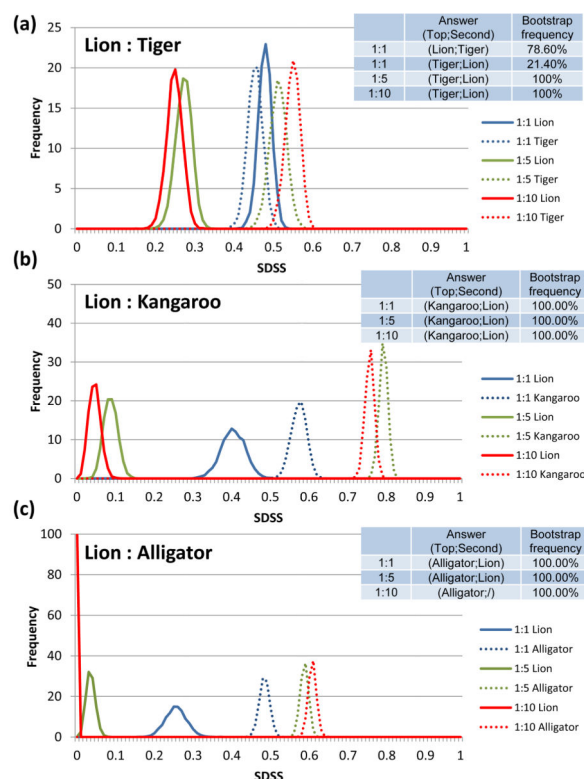 (a)
Lion : Tiger
Answer (Top;Second) Bootstrap frequency
1:1 (Lion;Tiger) 78.60%
1:1 (Tiger;Lion) 21.40%
1:5 (Tiger;Lion) 100%
1:10 (Tiger;Lion) 100%
25
20
15
10
5
0
Frequency
0 0.1 0.2 0.3 0.4 0.5 0.6 0.7 0.8 0.9 1
SDSS
1:1 Lion
1:1 Tiger
1:5 Lion
1:5 Tiger
1:10 Lion
1:10 Tiger
(b)
Lion : Kangaroo
Answer (Top;Second) Bootstrap frequency
1:1 (Kangaroo;Lion) 100.00%
1:5 (Kangaroo;Lion) 100.00%
1:10 (Kangaroo;Lion) 100.00%
50
40
30
20
10
0
Frequency
0 0.1 0.2 0.3 0.4 0.5 0.6 0.7 0.8 0.9 1
SDSS
1:1 Lion
1:1 Kangaroo
1:5 Lion
1:5 Kangaroo
1:10 Lion
1:10 Kangaroo
(c)
Lion : Alligator
Answer (Top;Second) Bootstrap frequency
1:1 (Alligator;Lion) 100.00%
1:5 (Alligator;Lion) 100.00%
1:10 (Alligator;/) 100.00%
100
80
60
40
20
0
Frequency
0 0.1 0.2 0.3 0.4 0.5 0.6 0.7 0.8 0.9 1
SDSS
1:1 Lion
1:1 Alligator
1:5 Lion
1:5 Alligator
1:10 Lion
1:10 Alligator